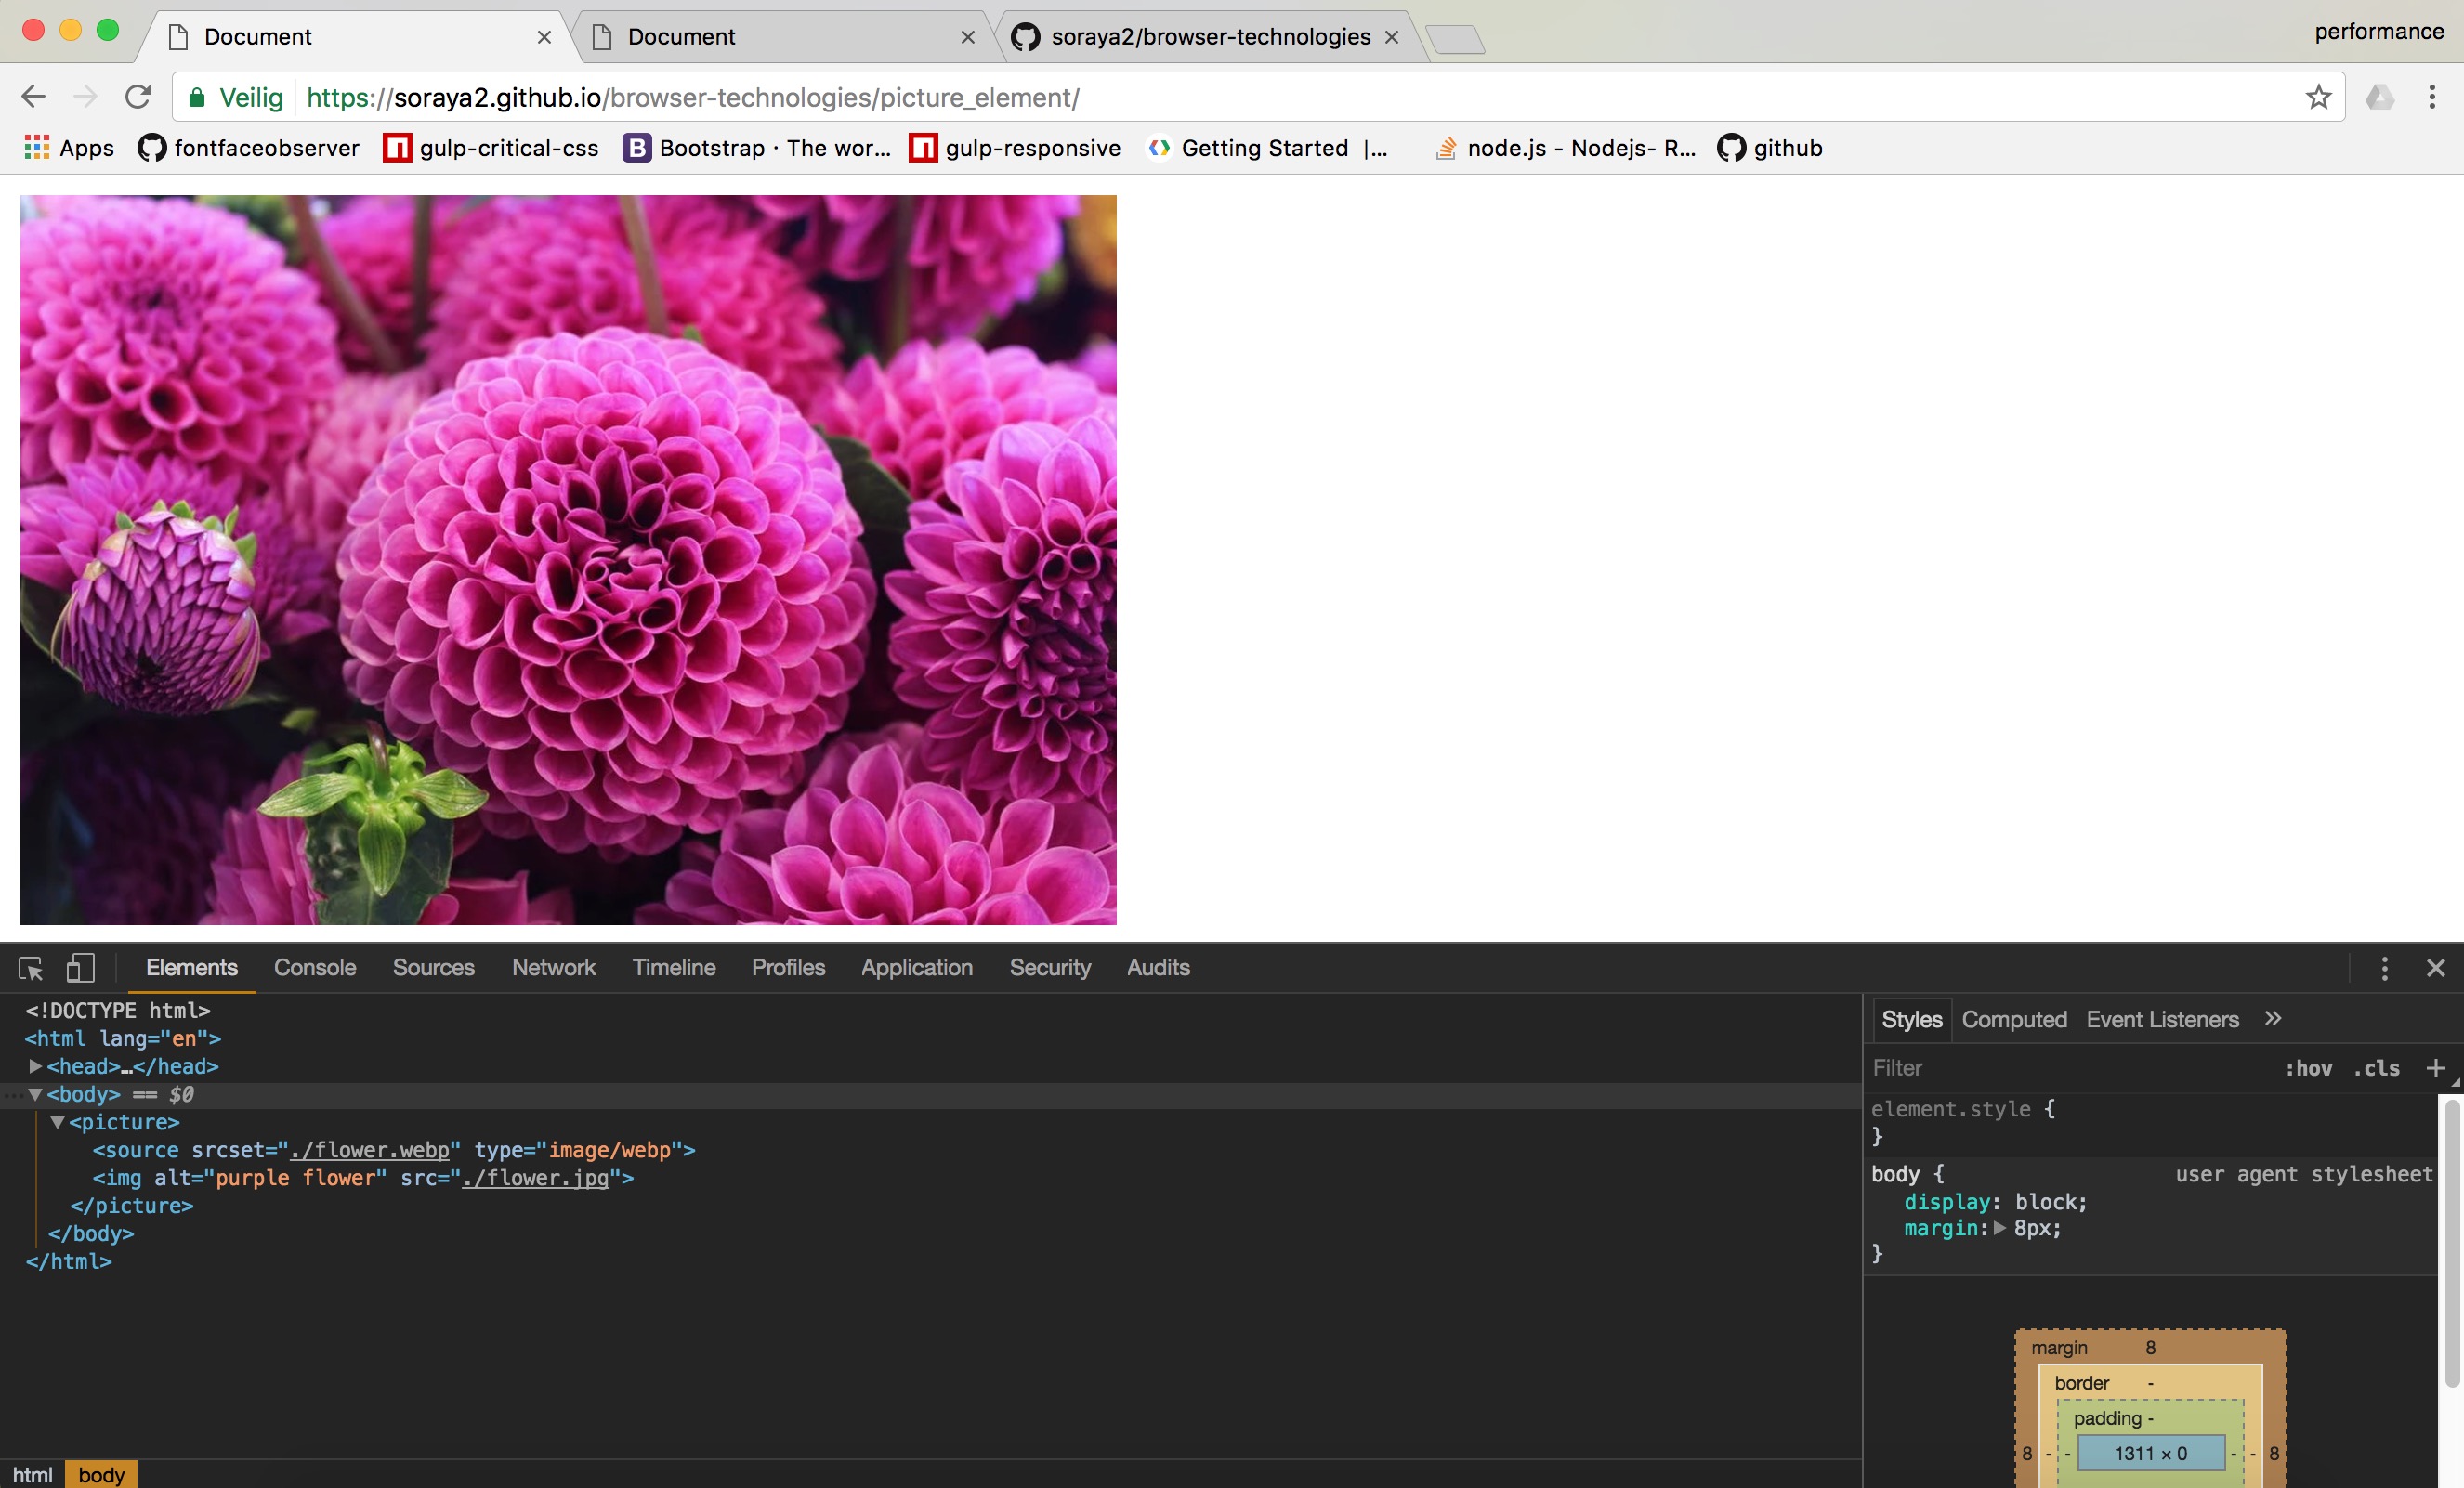 Document
Document
soraya2/browser-technologies
performance
Veilig https://soraya2.github.io/browser-technologies/picture_element/
Apps fontfaceobserver gulp-critical-css Bootstrap · The wor... gulp-responsive Getting Started |... node.js - Nodejs- R... github
Elements Console Sources Network Timeline Profiles Application Security Audits
<!DOCTYPE html>
<html lang="en">
<head>…</head>
<body> == $0
<picture>
<source srcset="./flower.webp" type="image/webp">
<img alt="purple flower" src="./flower.jpg">
</picture>
</body>
</html>
html body
Styles Computed Event Listeners »
Filter :hov .cls +
element.style {
}
body { user agent stylesheet
display: block;
margin: 8px;
}
margin 8
border -
padding -
8 - - 1311 × 0 - - 8